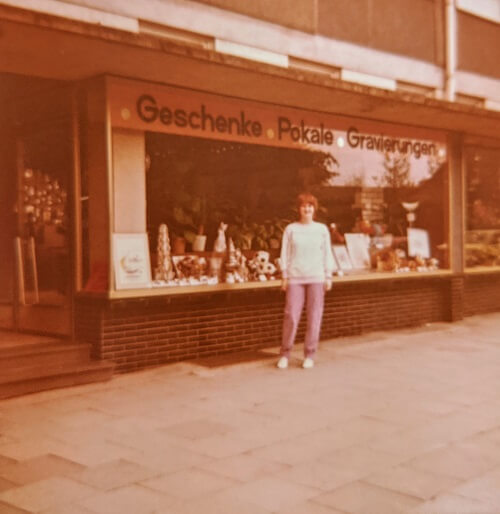 Geschenke • Pokale • Gravierungen